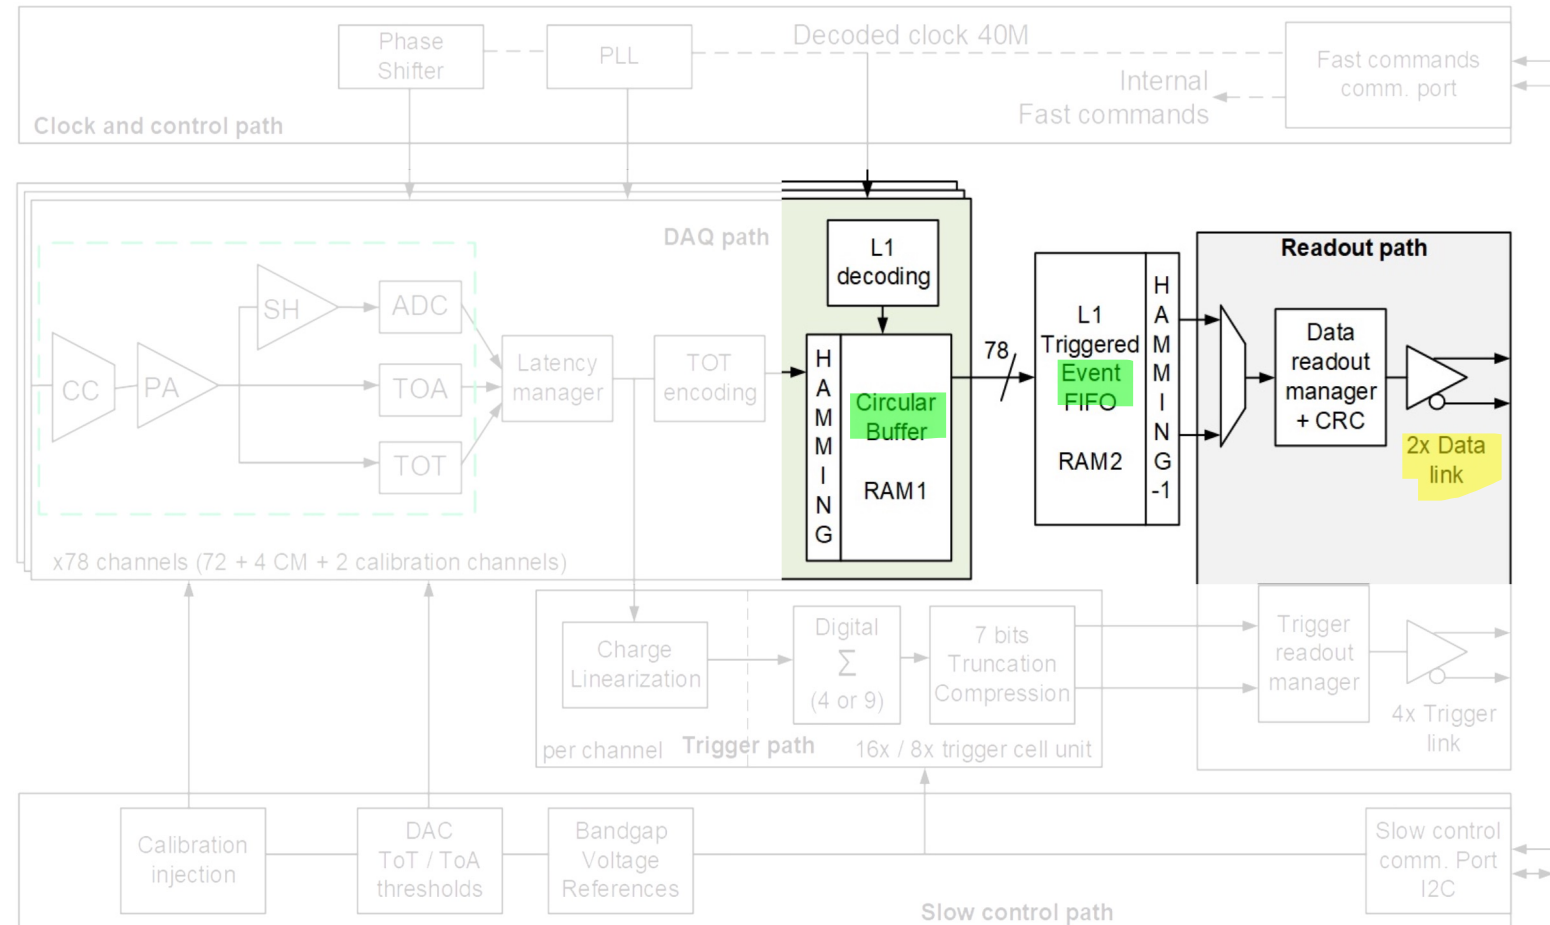 Phase
Shifter
PLL
Decoded clock 40M
Fast commands
comm. port
Internal
Fast commands
Clock and control path
DAQ path
CC
PA
SH
ADC
TOA
TOT
Latency
manager
TOT
encoding
L1
decoding
HAMMING
Circular
Buffer
RAM1
x78 channels (72 + 4 CM + 2 calibration channels)
78
L1
Triggered
Event
FIFO
RAM2
HAMMING-1
Readout path
Data
readout
manager
+ CRC
2x Data
link
Charge
Linearization
per channel
Trigger path
Digital
Σ
(4 or 9)
7 bits
Truncation
Compression
16x / 8x trigger cell unit
Trigger
readout
manager
4x Trigger
link
Calibration
injection
DAC
ToT / ToA
thresholds
Bandgap
Voltage
References
Slow control
comm. Port
I2C
Slow control path